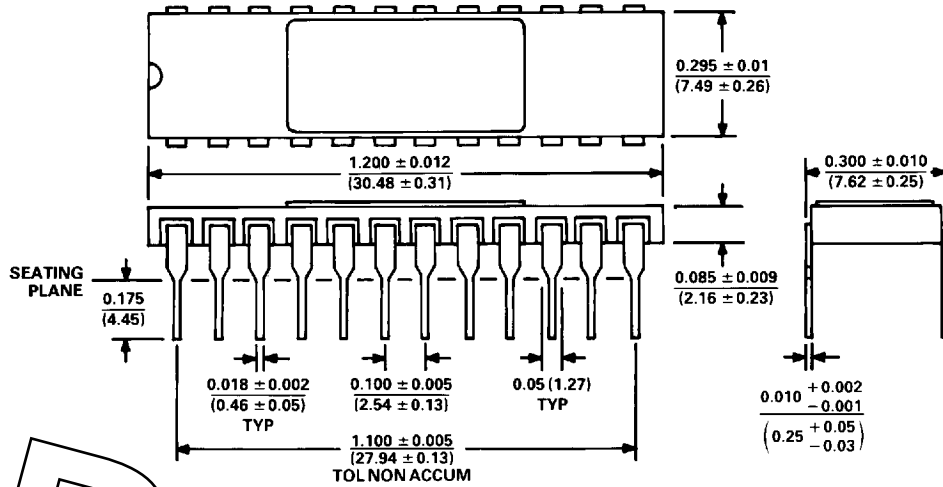 0.295 ± 0.01
(7.49 ± 0.26)
1.200 ± 0.012
(30.48 ± 0.31)
0.300 ± 0.010
(7.62 ± 0.25)
SEATING
PLANE
0.175
(4.45)
0.085 ± 0.009
(2.16 ± 0.23)
0.018 ± 0.002
(0.46 ± 0.05)
TYP
0.100 ± 0.005
(2.54 ± 0.13)
0.05 (1.27)
TYP
0.010 + 0.002
− 0.001
(0.25 + 0.05
− 0.03)
1.100 ± 0.005
(27.94 ± 0.13)
TOL NON ACCUM